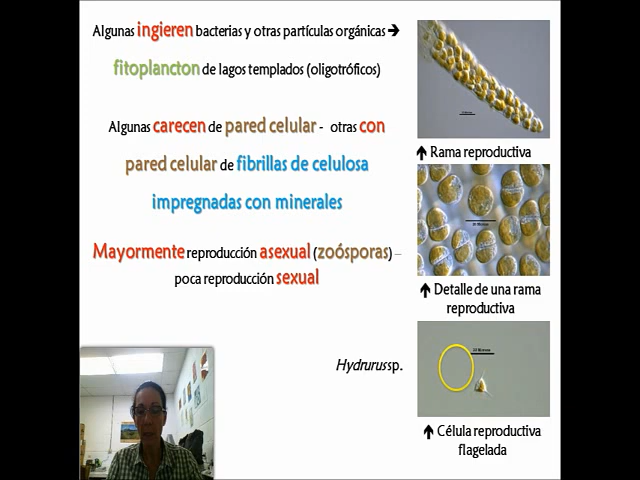 Algunas ingieren bacterias y otras partículas orgánicas →
fitoplancton de lagos templados (oligotróficos)
Algunas carecen de pared celular - otras con
pared celular de fibrillas de celulosa
impregnadas con minerales
Mayormente reproducción asexual (zoósporas) –
poca reproducción sexual
Hydrurus sp.
↑ Rama reproductiva
↑ Detalle de una rama
reproductiva
↑ Célula reproductiva
flagelada